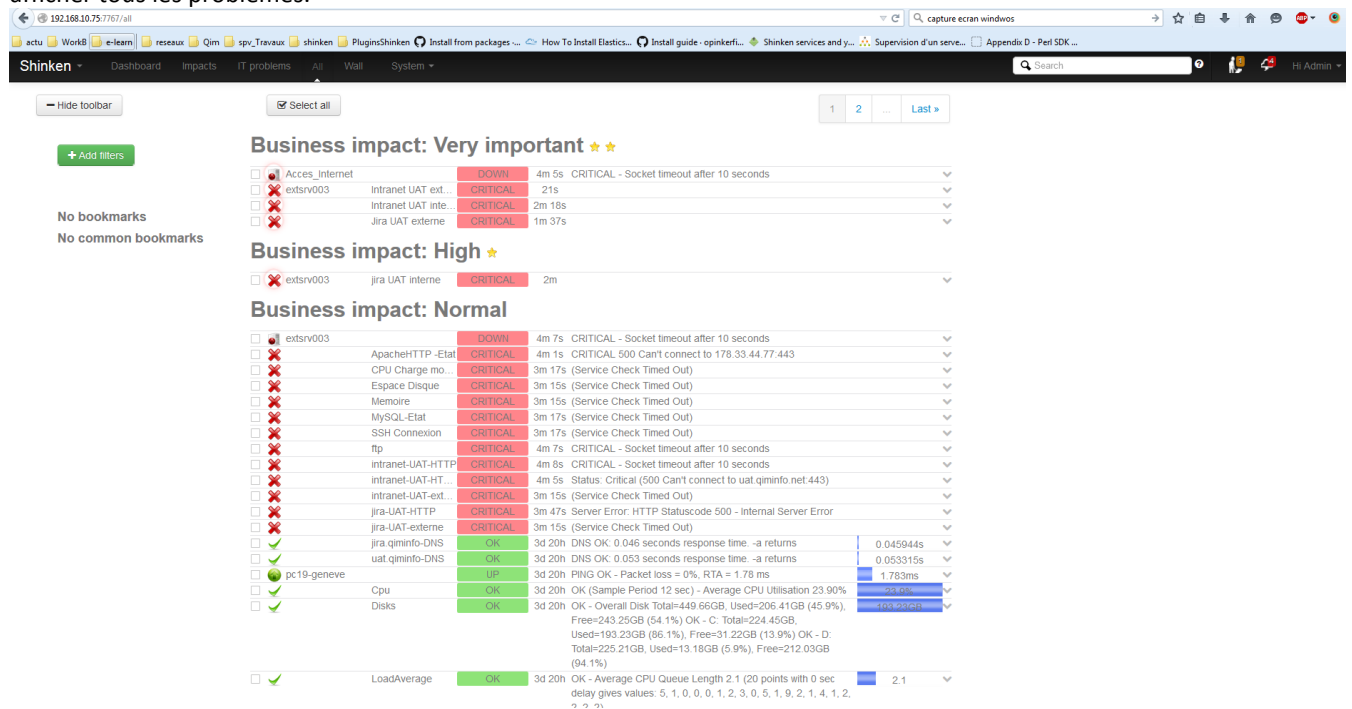 afficher tous les problèmes.
192.168.10.75:7767/all
capture ecran windwos
ABP
actu WorkB e-learn reseaux Qim spv_Travaux shinken PluginsShinken Install from packages -... How To Install Elastics... Install guide · opinkerfi... Shinken services and y... Supervision d'un serve... Appendix D - Perl SDK ...
Shinken Dashboard Impacts IT problems All Wall System Search Hi Admin
Hide toolbar Select all 1 2 ... Last »
Business impact: Very important
Add filters
Acces_Internet DOWN 4m 5s CRITICAL - Socket timeout after 10 seconds
extsrv003 Intranet UAT ext... CRITICAL 21s
Intranet UAT inte... CRITICAL 2m 18s
No bookmarks
Jira UAT externe CRITICAL 1m 37s
No common bookmarks
Business impact: High
extsrv003 jira UAT interne CRITICAL 2m
Business impact: Normal
extsrv003 DOWN 4m 7s CRITICAL - Socket timeout after 10 seconds
ApacheHTTP -Etat CRITICAL 4m 1s CRITICAL 500 Can't connect to 178.33.44.77:443
CPU Charge mo... CRITICAL 3m 17s (Service Check Timed Out)
Espace Disque CRITICAL 3m 15s (Service Check Timed Out)
Memoire CRITICAL 3m 15s (Service Check Timed Out)
MySQL-Etat CRITICAL 3m 17s (Service Check Timed Out)
SSH Connexion CRITICAL 3m 17s (Service Check Timed Out)
ftp CRITICAL 4m 7s CRITICAL - Socket timeout after 10 seconds
intranet-UAT-HTTP CRITICAL 4m 8s CRITICAL - Socket timeout after 10 seconds
intranet-UAT-HT... CRITICAL 4m 5s Status: Critical (500 Can't connect to uat.qiminfo.net:443)
intranet-UAT-ext... CRITICAL 3m 15s (Service Check Timed Out)
jira-UAT-HTTP CRITICAL 3m 47s Server Error: HTTP Statuscode 500 - Internal Server Error
jira-UAT-externe CRITICAL 3m 15s (Service Check Timed Out)
jira.qiminfo-DNS OK 3d 20h DNS OK: 0.046 seconds response time. -a returns 0.045944s
uat.qiminfo-DNS OK 3d 20h DNS OK: 0.053 seconds response time. -a returns 0.053315s
pc19-geneve UP 3d 20h PING OK - Packet loss = 0%, RTA = 1.78 ms 1.783ms
Cpu OK 3d 20h OK (Sample Period 12 sec) - Average CPU Utilisation 23.90% 23.9%
Disks OK 3d 20h OK - Overall Disk Total=449.66GB, Used=206.41GB (45.9%), 193.23GB
Free=243.25GB (54.1%) OK - C: Total=224.45GB,
Used=193.23GB (86.1%), Free=31.22GB (13.9%) OK - D:
Total=225.21GB, Used=13.18GB (5.9%), Free=212.03GB
(94.1%)
LoadAverage OK 3d 20h OK - Average CPU Queue Length 2.1 (20 points with 0 sec 2.1
delay gives values: 5, 1, 0, 0, 0, 1, 2, 3, 0, 5, 1, 9, 2, 1, 4, 1, 2,
2, 2, 2)